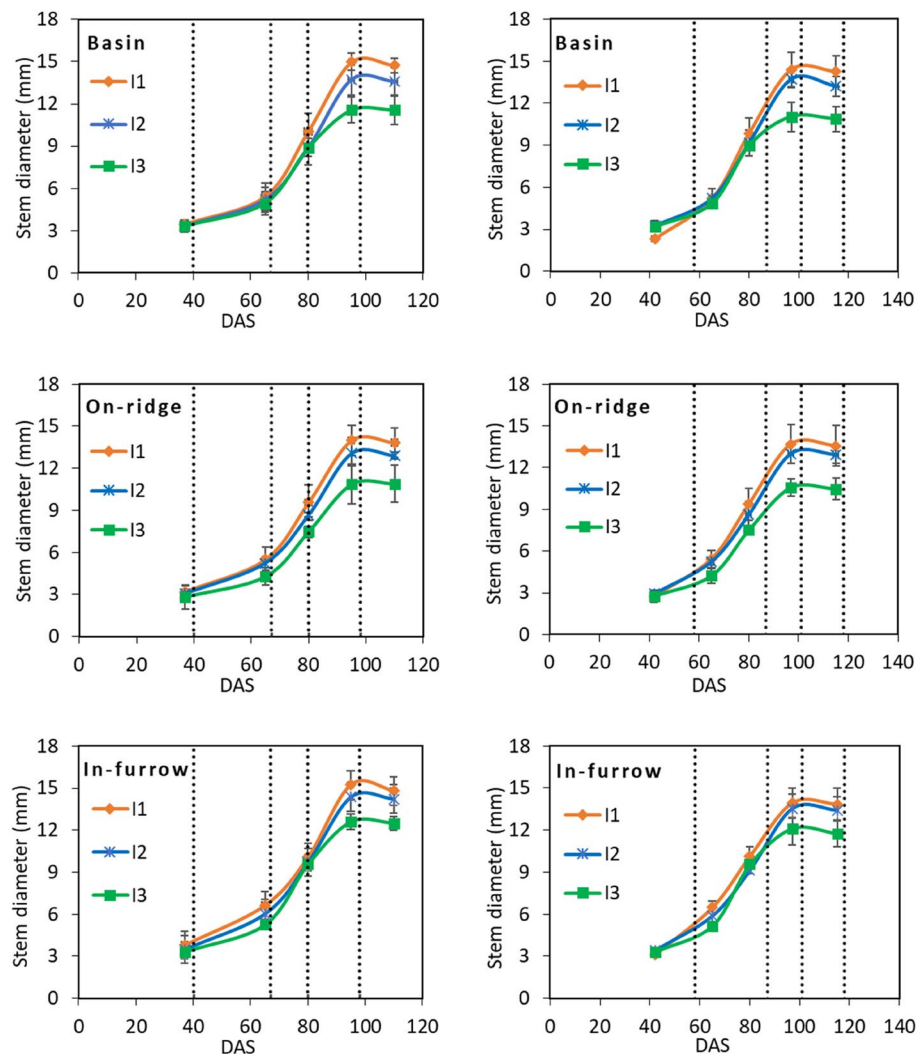 Basin
I1
I2
I3
Stem diameter (mm)
18
15
12
9
6
3
0
0 20 40 60 80 100 120
DAS
Basin
I1
I2
I3
Stem diameter (mm)
18
15
12
9
6
3
0
0 20 40 60 80 100 120 140
DAS
On-ridge
I1
I2
I3
Stem diameter (mm)
18
15
12
9
6
3
0
0 20 40 60 80 100 120
DAS
On-ridge
I1
I2
I3
Stem diameter (mm)
18
15
12
9
6
3
0
0 20 40 60 80 100 120 140
DAS
In-furrow
I1
I2
I3
Stem diameter (mm)
18
15
12
9
6
3
0
0 20 40 60 80 100 120
DAS
In-furrow
I1
I2
I3
Stem diameter (mm)
18
15
12
9
6
3
0
0 20 40 60 80 100 120 140
DAS